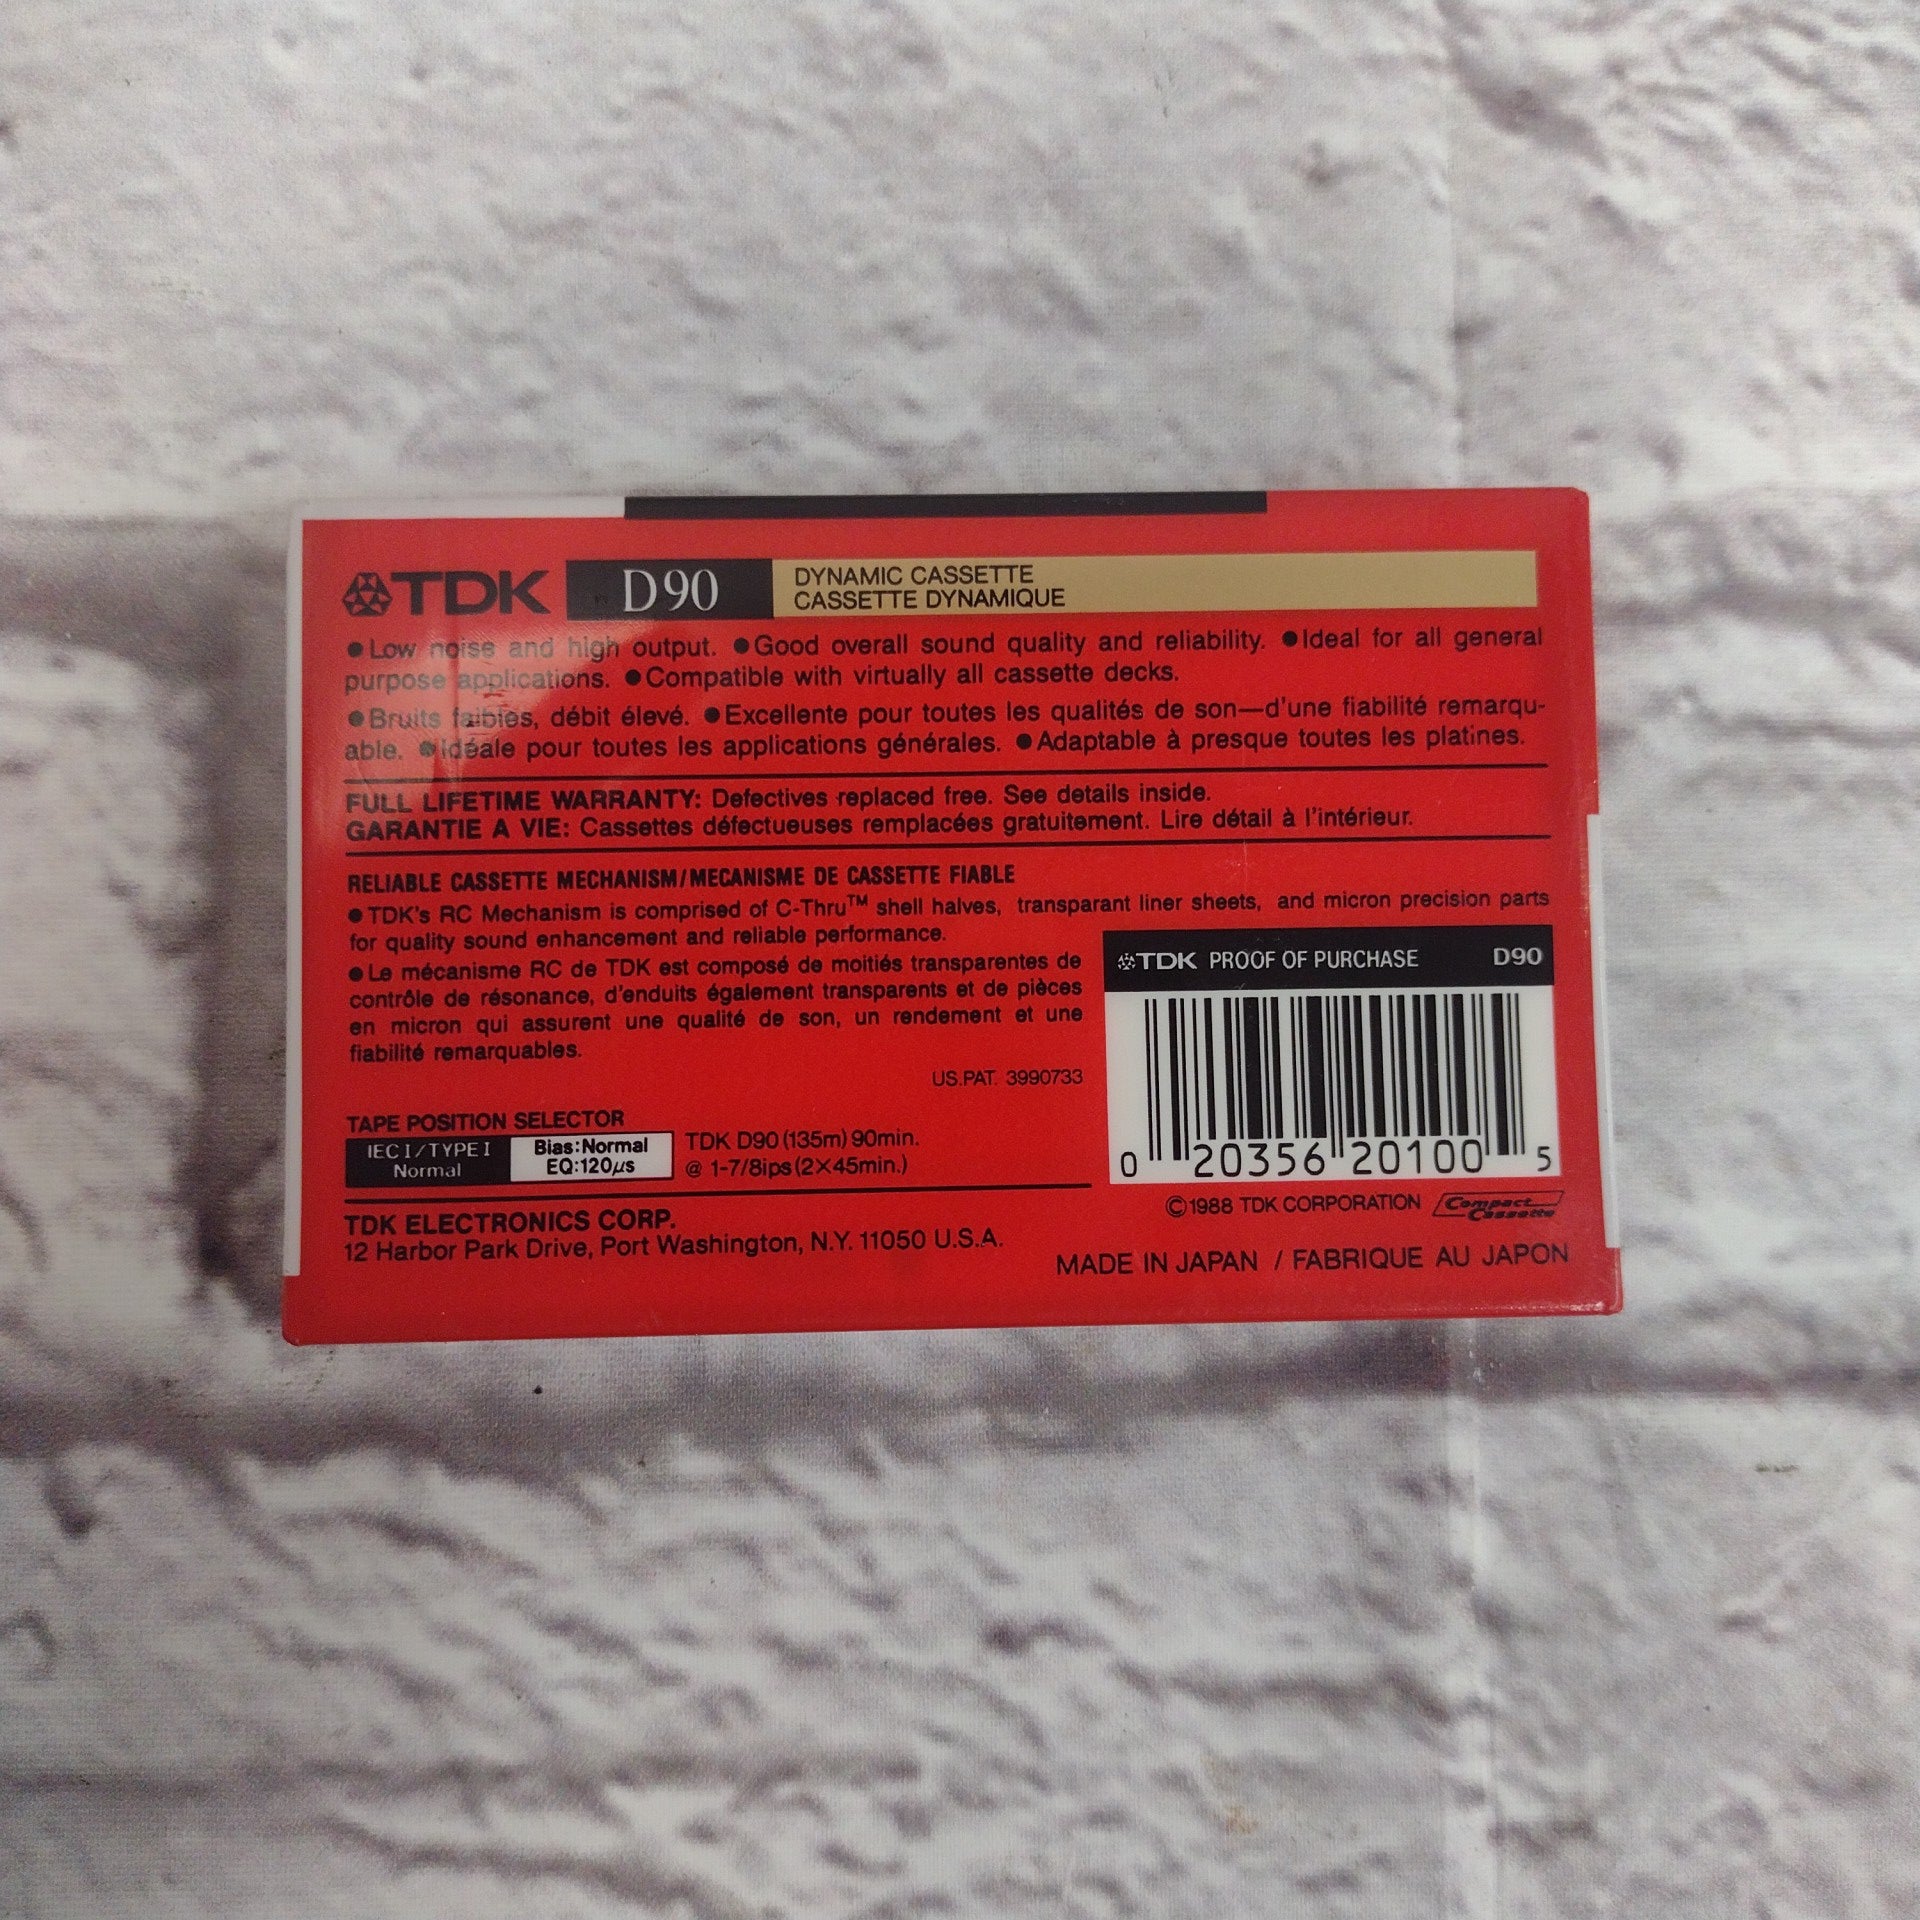 TDK D90 DYNAMIC CASSETTE
CASSETTE DYNAMIQUE
●Low noise and high output. ●Good overall sound quality and reliability. ●Ideal for all general
purpose applications. ●Compatible with virtually all cassette decks.
●Bruits faibles, débit élevé. ●Excellente pour toutes les qualités de son—d'une fiabilité remarqu-
able. ●Idéale pour toutes les applications générales. ●Adaptable à presque toutes les platines.
FULL LIFETIME WARRANTY: Defectives replaced free. See details inside.
GARANTIE A VIE: Cassettes défectueuses remplacées gratuitement. Lire détail à l'intérieur.
RELIABLE CASSETTE MECHANISM/MECANISME DE CASSETTE FIABLE
●TDK's RC Mechanism is comprised of C-Thru™ shell halves, transparant liner sheets, and micron precision parts
for quality sound enhancement and reliable performance.
●Le mécanisme RC de TDK est composé de moitiés transparentes de
contrôle de résonance, d'enduits également transparents et de pièces
en micron qui assurent une qualité de son, un rendement et une
fiabilité remarquables.
US.PAT. 3990733
TDK PROOF OF PURCHASE D90
0 20356 20100 5
TAPE POSITION SELECTOR
IEC I/TYPE I
Normal
Bias:Normal
EQ:120μs
TDK D90 (135m) 90min.
@ 1-7/8ips (2×45min.)
©1988 TDK CORPORATION Compact Cassette
TDK ELECTRONICS CORP.
12 Harbor Park Drive, Port Washington, N.Y. 11050 U.S.A.
MADE IN JAPAN / FABRIQUE AU JAPON